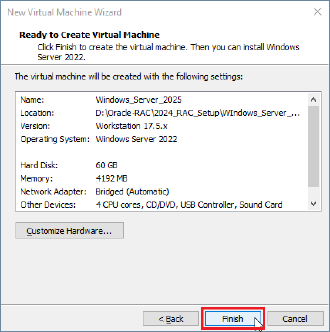 New Virtual Machine Wizard
Ready to Create Virtual Machine
Click Finish to create the virtual machine. Then you can install Windows
Server 2022.
The virtual machine will be created with the following settings:
Name: Windows_Server_2025
Location: D:\Oracle-RAC\2024_RAC_Setup\WIndows_Server_...
Version: Workstation 17.5.x
Operating System: Windows Server 2022
Hard Disk: 60 GB
Memory: 4192 MB
Network Adapter: Bridged (Automatic)
Other Devices: 4 CPU cores, CD/DVD, USB Controller, Sound Card
Customize Hardware...
< Back Finish Cancel